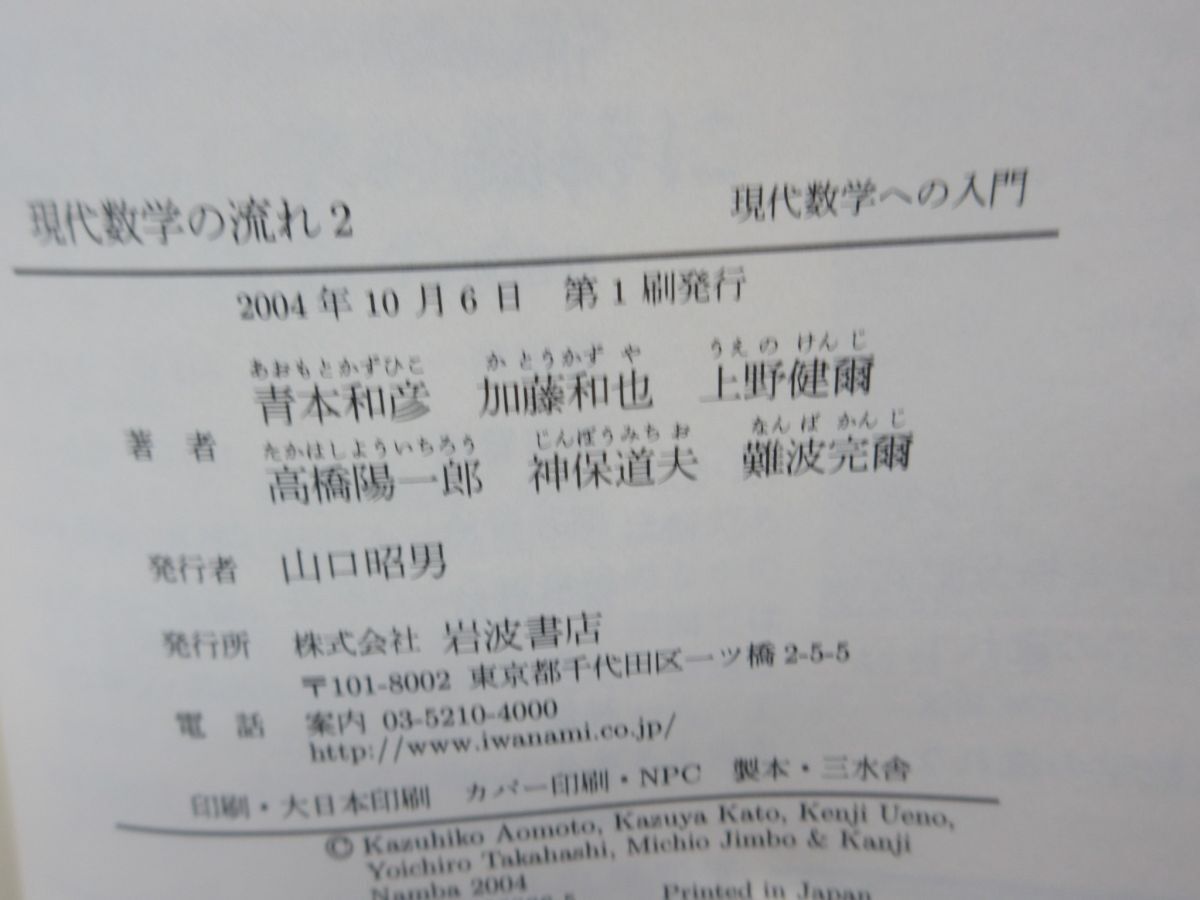 現代数学の流れ2 現代数学への入門
2004年10月6日 第1刷発行
あおもとかずひこ かとうかずや うえのけんじ
青本和彦 加藤和也 上野健爾
著者
たかはしよういちろう じんぼうみちお なんばかんじ
高橋陽一郎 神保道夫 難波完爾
発行者 山口昭男
発行所 株式会社 岩波書店
〒101-8002 東京都千代田区一ツ橋2-5-5
電話 案内 03-5210-4000
http://www.iwanami.co.jp/
印刷・大日本印刷 カバー印刷・NPC 製本・三水舎
© Kazuhiko Aomoto, Kazuya Kato, Kenji Ueno,
Yoichiro Takahashi, Michio Jimbo & Kanji
Namba 2004
Printed in Japan